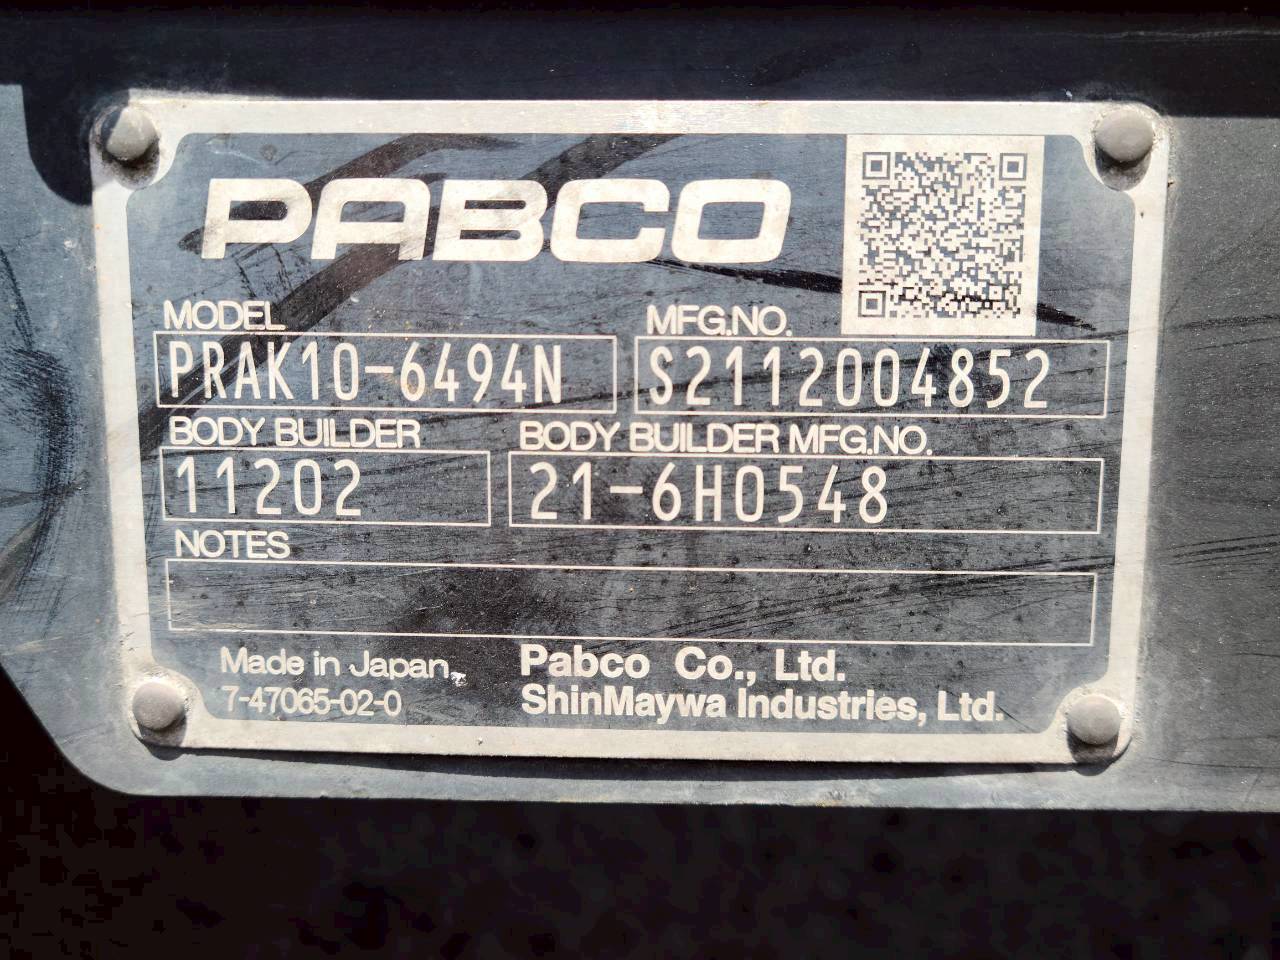 PABCO
MODEL MFG.NO.
PRAK10-6494N S2112004852
BODY BUILDER BODY BUILDER MFG.NO.
11202 21-6H0548
NOTES
Made in Japan Pabco Co., Ltd.
7-47065-02-0 ShinMaywa Industries, Ltd.